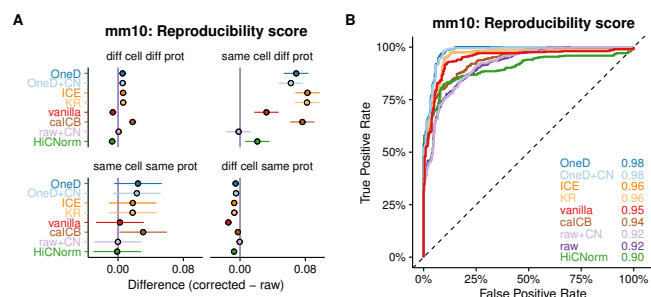 A
mm10: Reproducibility score
diff cell diff prot
same cell diff prot
OneD
OneD+CN
ICE
KR
vanilla
caICB
raw+CN
HiCNorm
same cell same prot
diff cell same prot
OneD
OneD+CN
ICE
KR
vanilla
caICB
raw+CN
HiCNorm
0.00 0.08 0.00 0.08
Difference (corrected − raw)
B
mm10: Reproducibility score
True Positive Rate
100%
75%
50%
25%
0%
OneD 0.98
OneD+CN 0.98
ICE 0.96
KR 0.96
vanilla 0.95
caICB 0.94
raw+CN 0.92
raw 0.92
HiCNorm 0.90
0% 25% 50% 75% 100%
False Positive Rate